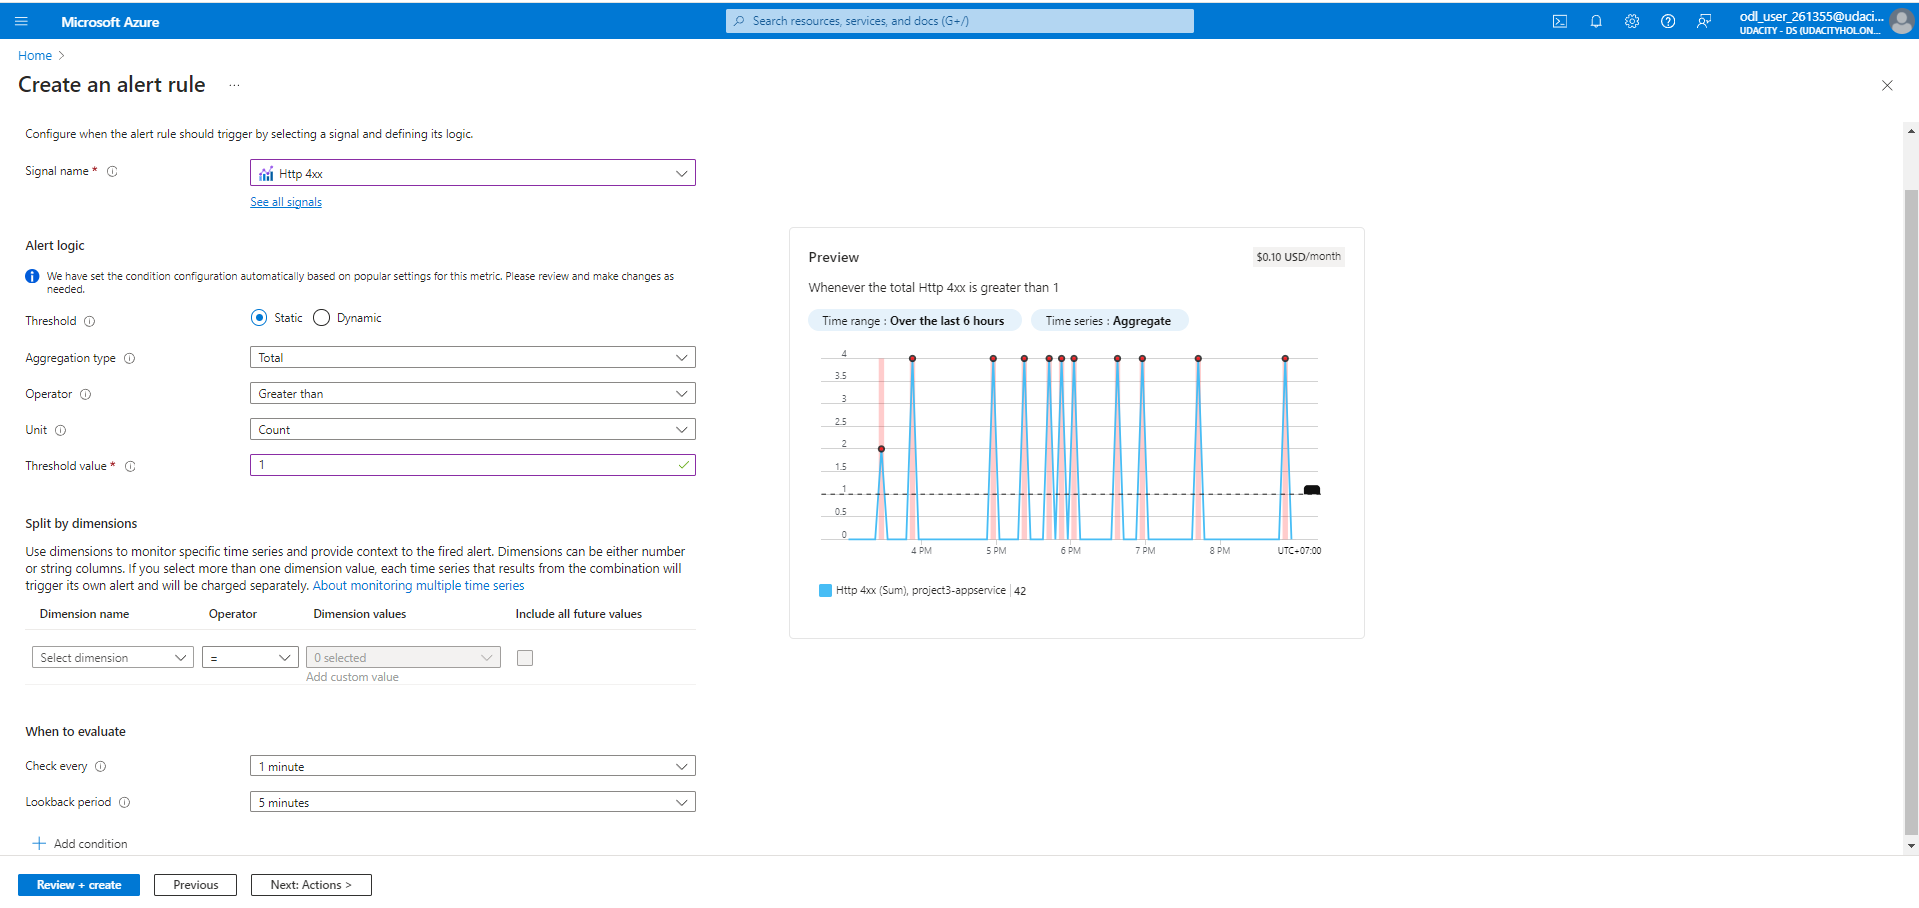 Microsoft Azure
Search resources, services, and docs (G+/)
odl_user_261355@udaci...
UDACITY - DS (UDACITYHOL.ON...
Home
Create an alert rule
...
Configure when the alert rule should trigger by selecting a signal and defining its logic.
Signal name *
Http 4xx
See all signals
Alert logic
We have set the condition configuration automatically based on popular settings for this metric. Please review and make changes as
needed.
Threshold
Static
Dynamic
Aggregation type
Total
Operator
Greater than
Unit
Count
Threshold value *
1
Split by dimensions
Use dimensions to monitor specific time series and provide context to the fired alert. Dimensions can be either number
or string columns. If you select more than one dimension value, each time series that results from the combination will
trigger its own alert and will be charged separately. About monitoring multiple time series
Dimension name Operator Dimension values Include all future values
Select dimension = 0 selected
Add custom value
When to evaluate
Check every
1 minute
Lookback period
5 minutes
+ Add condition
Review + create
Previous
Next: Actions >
Preview
$0.10 USD/month
Whenever the total Http 4xx is greater than 1
Time range : Over the last 6 hours
Time series : Aggregate
4
3.5
3
2.5
2
1.5
1
0.5
0
4 PM 5 PM 6 PM 7 PM 8 PM UTC+07:00
Http 4xx (Sum), project3-appservice | 42